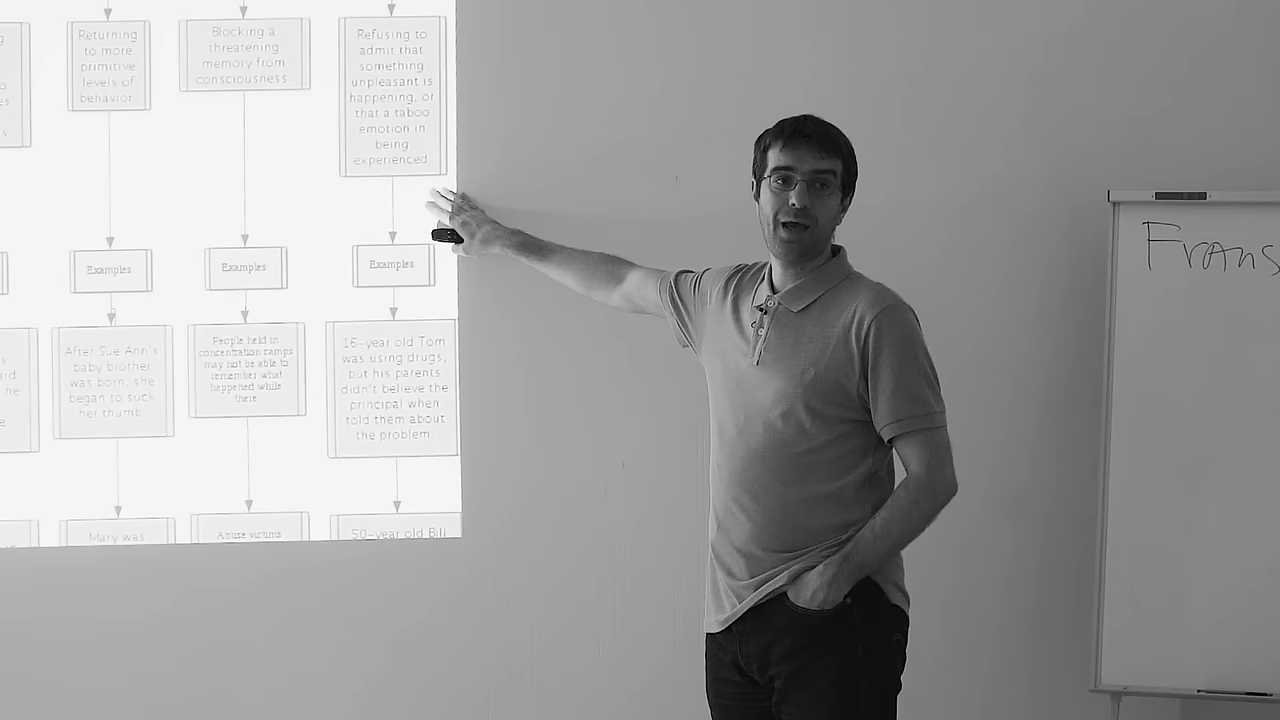 Returning
to more
primitive
levels of
behavior.
Blocking a
threatening
memory from
consciousness.
Refusing to
admit that
something
unpleasant is
happening, or
that a taboo
emotion in
being
experienced.
Examples
Examples
Examples
After Sue Ann's
baby brother
was born, she
began to suck
her thumb.
People held in
concentration camps
may not be able to
remember what
happened while
there
16-year old Tom
was using drugs,
but his parents
didn't believe the
principal when
told them about
the problem.
he
Mary was
Abuse victims
50-year old Bill
Frans